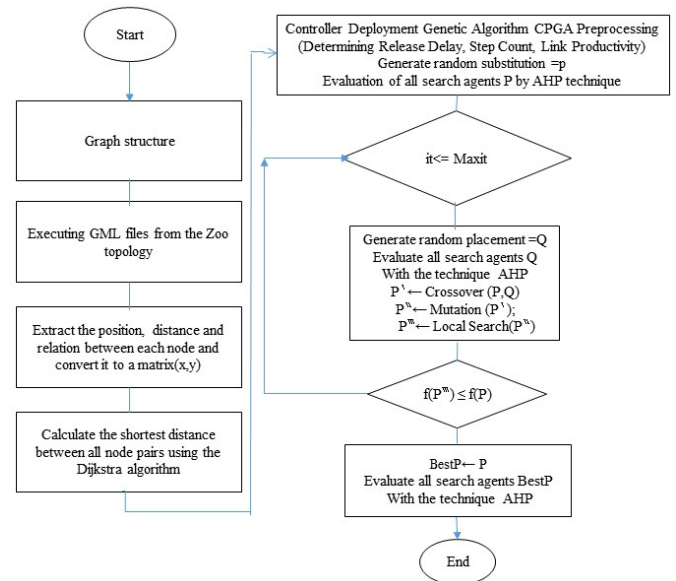 Start
Graph structure
Executing GML files from the Zoo
topology
Extract the position, distance and
relation between each node and
convert it to a matrix(x,y)
Calculate the shortest distance
between all node pairs using the
Dijkstra algorithm
Controller Deployment Genetic Algorithm CPGA Preprocessing
(Determining Release Delay, Step Count, Link Productivity)
Generate random substitution =p
Evaluation of all search agents P by AHP technique
it<= Maxit
Generate random placement =Q
Evaluate all search agents Q
With the technique AHP
P¹← Crossover (P,Q)
P"← Mutation (P¹);
P‴← Local Search(P")
f(P‴) ≤ f(P)
BestP← P
Evaluate all search agents BestP
With the technique AHP
End